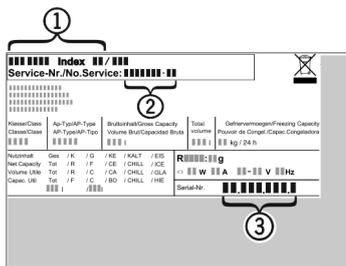 1
Index /
Service-Nr./No.Service: -
2
Klasse/Class Ap-Typ/AP-Type Bruttoinhalt/Gross Capacity Total Gefriervermoegen/Freezing Capacity
Classe/Class AP-Type/AP-Tipo Volume Brut/Capacidad Bruta volume Pouvoir de Congel./Capac.Congeladora
l l kg / 24 h
Nutzinhalt Ges / K / G / KE / KALT / EIS R : g
Net Capacity Tot / R / F / CE / CHILL / ICE
Volume Utile Tot / R / C / CA / CHILL / GLA W A - V Hz
Capac. Util Tot / F / C / BO / CHILL / HIE
l / l Serial-Nr. . . .
3